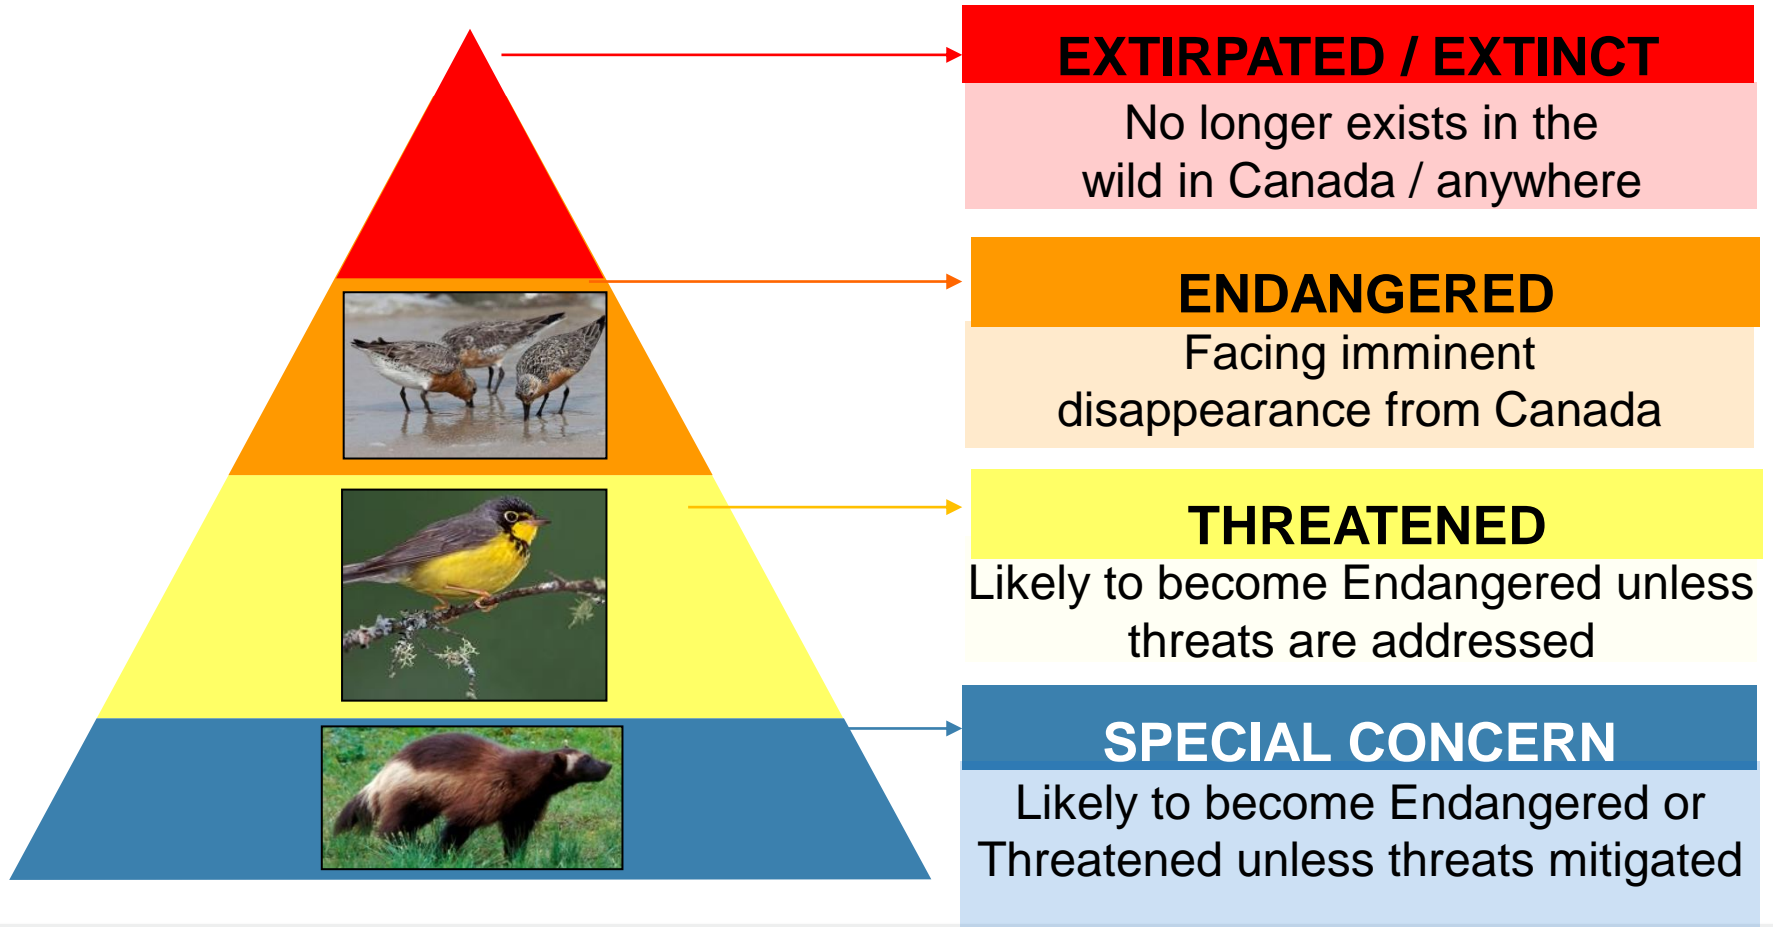 EXTIRPATED / EXTINCT
No longer exists in the
wild in Canada / anywhere
ENDANGERED
Facing imminent
disappearance from Canada
THREATENED
Likely to become Endangered unless
threats are addressed
SPECIAL CONCERN
Likely to become Endangered or
Threatened unless threats mitigated